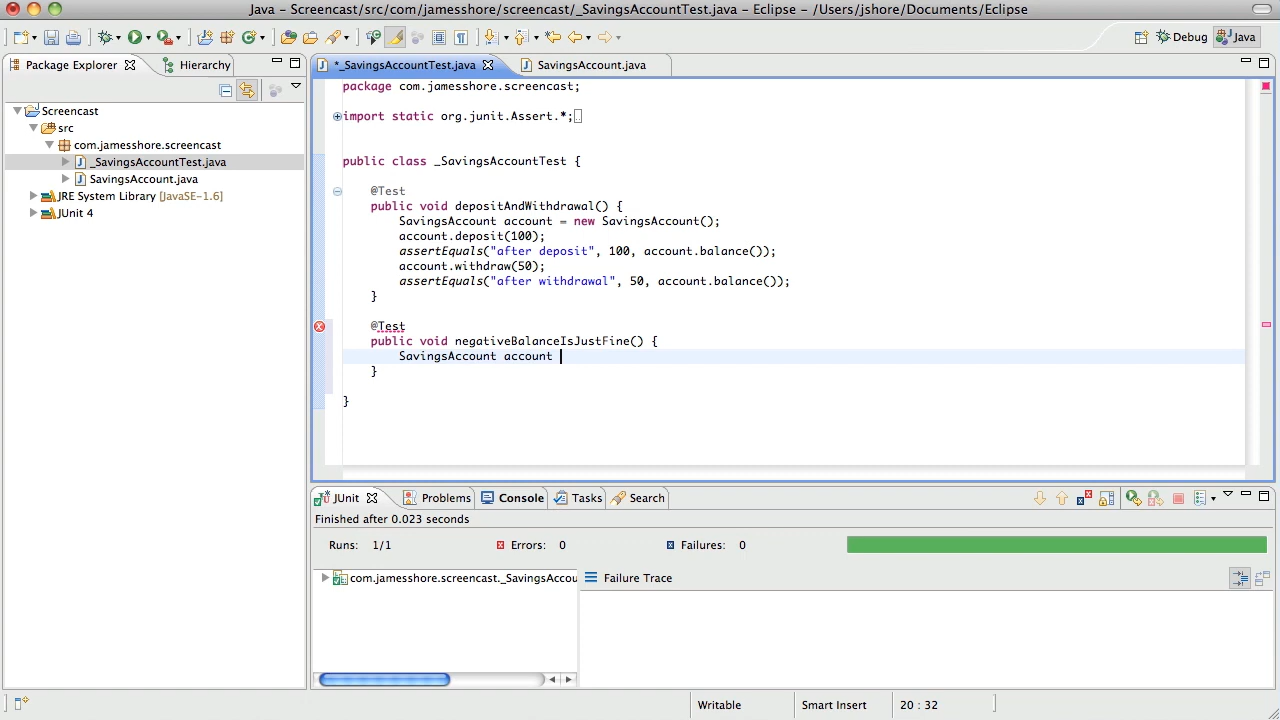 Java - Screencast/src/com/jamesshore/screencast/_SavingsAccountTest.java - Eclipse - /Users/jshore/Documents/Eclipse
Debug
Java
Package Explorer
Hierarchy
*_SavingsAccountTest.java
SavingsAccount.java
Screencast
src
com.jamesshore.screencast
_SavingsAccountTest.java
SavingsAccount.java
JRE System Library [JavaSE-1.6]
JUnit 4
package com.jamesshore.screencast;
import static org.junit.Assert.*;
public class _SavingsAccountTest {
@Test
public void depositAndWithdrawal() {
SavingsAccount account = new SavingsAccount();
account.deposit(100);
assertEquals("after deposit", 100, account.balance());
account.withdraw(50);
assertEquals("after withdrawal", 50, account.balance());
}
@Test
public void negativeBalanceIsJustFine() {
SavingsAccount account
}
}
JUnit
Problems
Console
Tasks
Search
Finished after 0.023 seconds
Runs: 1/1
Errors: 0
Failures: 0
com.jamesshore.screencast._SavingsAccou
Failure Trace
Writable
Smart Insert
20 : 32